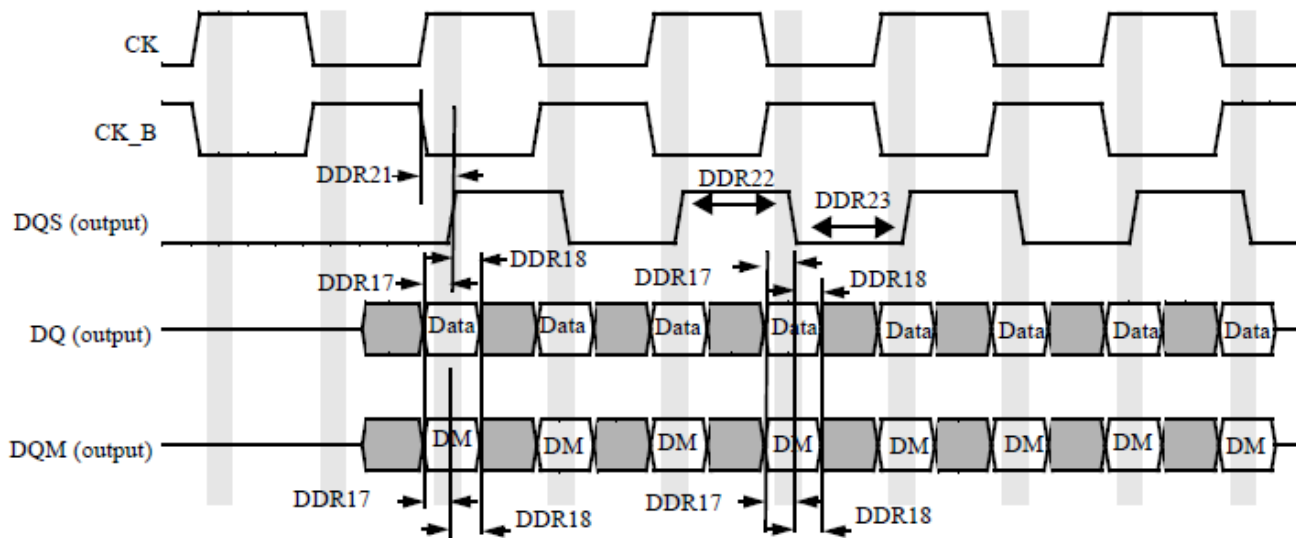 CK
CK_B
DDR21
DDR22
DDR23
DQS (output)
DDR17
DDR18
DDR17
DDR18
DQ (output)
Data Data Data Data Data Data Data Data
DQM (output)
DM DM DM DM DM DM DM DM
DDR17
DDR18
DDR17
DDR18